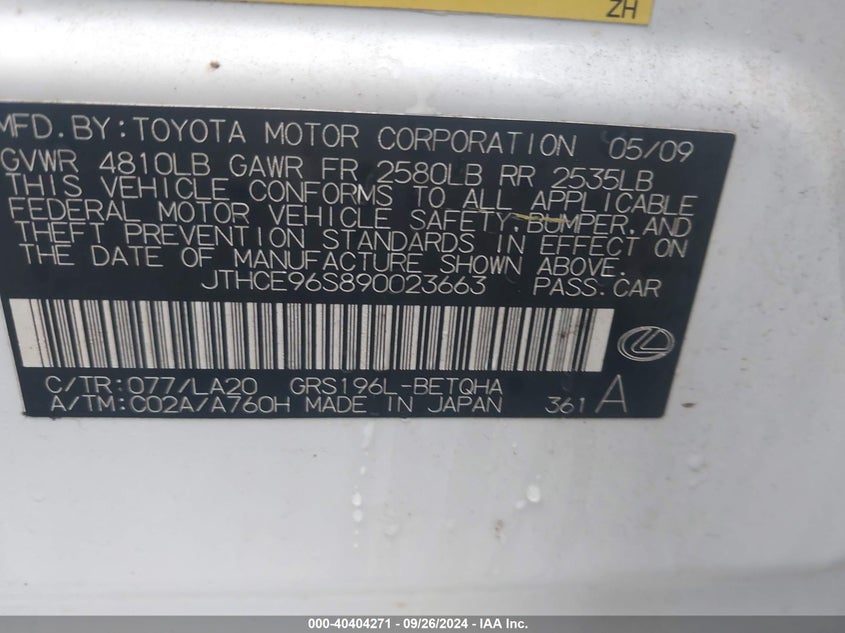 ZH
MFD. BY: TOYOTA MOTOR CORPORATION 05/09
GVWR 4810LB GAWR FR 2580LB RR 2535LB
THIS VEHICLE CONFORMS TO ALL APPLICABLE
FEDERAL MOTOR VEHICLE SAFETY, BUMPER, AND
THEFT PREVENTION STANDARDS IN EFFECT ON
THE DATE OF MANUFACTURE SHOWN ABOVE.
JTHCE96S890023663 PASS. CAR
C/TR: 077/LA20 GRS196L-BETQHA
A/TM: C02A/A760H MADE IN JAPAN 361 A
000-40404271 - 09/26/2024 - IAA Inc.